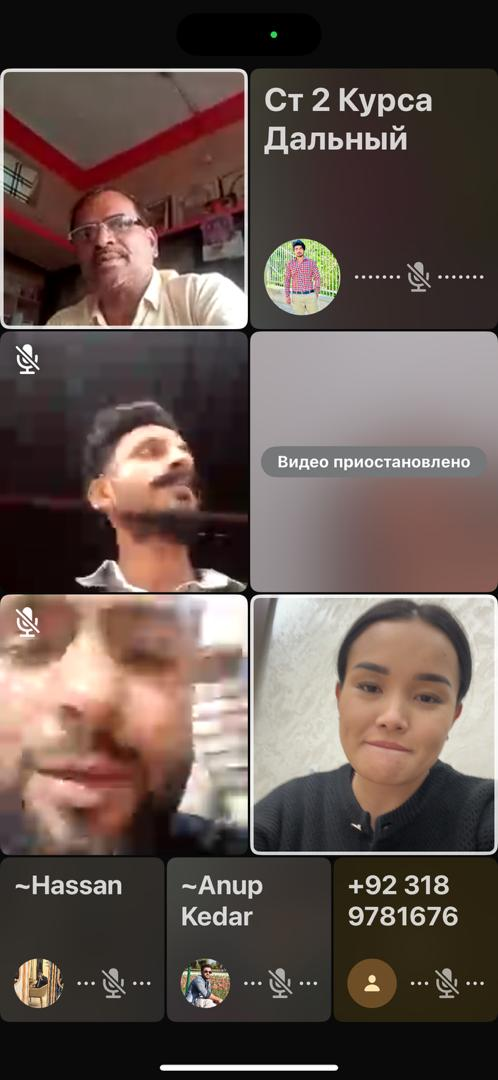 Ст 2 Курса
Дальный
Видео приостановлено
~Hassan
~Anup
Kedar
+92 318
9781676